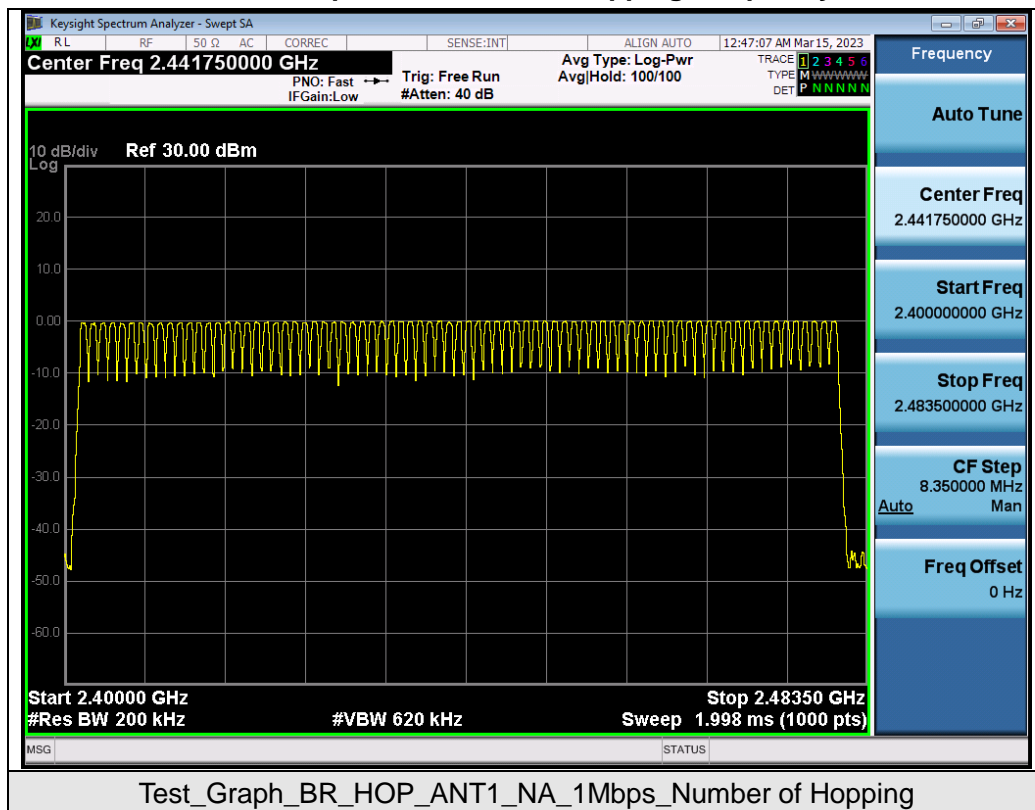 Keysight Spectrum Analyzer - Swept SA
LXI RL RF 50 Ω AC CORREC SENSE:INT ALIGN AUTO 12:47:07 AM Mar 15, 2023
Center Freq 2.441750000 GHz
PNO: Fast
IFGain:Low
Trig: Free Run
#Atten: 40 dB
Avg Type: Log-Pwr
Avg|Hold: 100/100
TRACE 1 2 3 4 5 6
TYPE M WWWWW
DET P N N N N N
10 dB/div Ref 30.00 dBm
Log
20.0
10.0
0.00
-10.0
-20.0
-30.0
-40.0
-50.0
-60.0
Start 2.40000 GHz Stop 2.48350 GHz
#Res BW 200 kHz #VBW 620 kHz Sweep 1.998 ms (1000 pts)
MSG STATUS
Frequency
Auto Tune
Center Freq
2.441750000 GHz
Start Freq
2.400000000 GHz
Stop Freq
2.483500000 GHz
CF Step
8.350000 MHz
Auto Man
Freq Offset
0 Hz
Test_Graph_BR_HOP_ANT1_NA_1Mbps_Number of Hopping